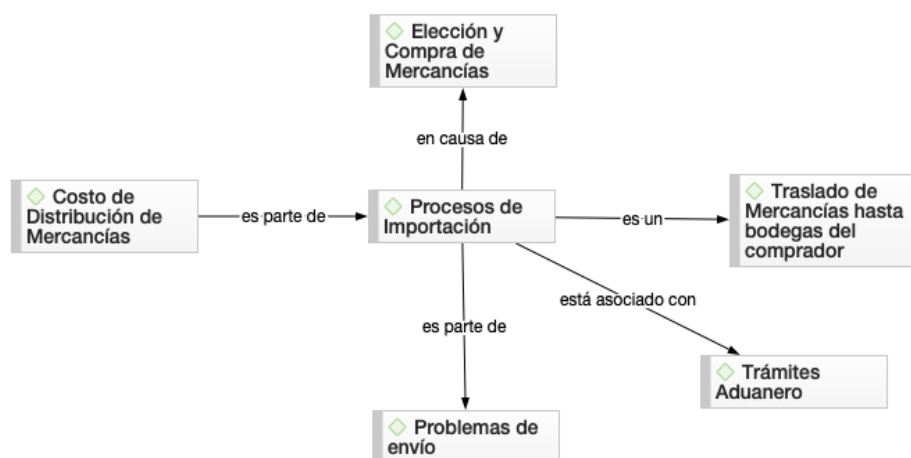 Elección y
Compra de
Mercancías
en causa de
Costo de
Distribución de
Mercancías
es parte de
Procesos de
Importación
es un
Traslado de
Mercancías hasta
bodegas del
comprador
está asociado con
es parte de
Trámites
Aduanero
Problemas de
envío